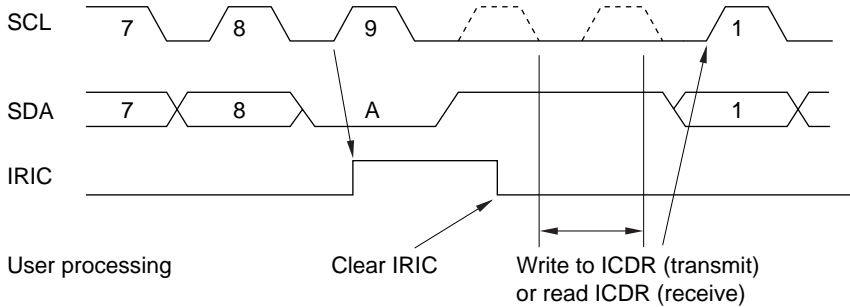 SCL 7 8 9 1
SDA 7 8 A 1
IRIC
User processing Clear IRIC Write to ICDR (transmit)
or read ICDR (receive)